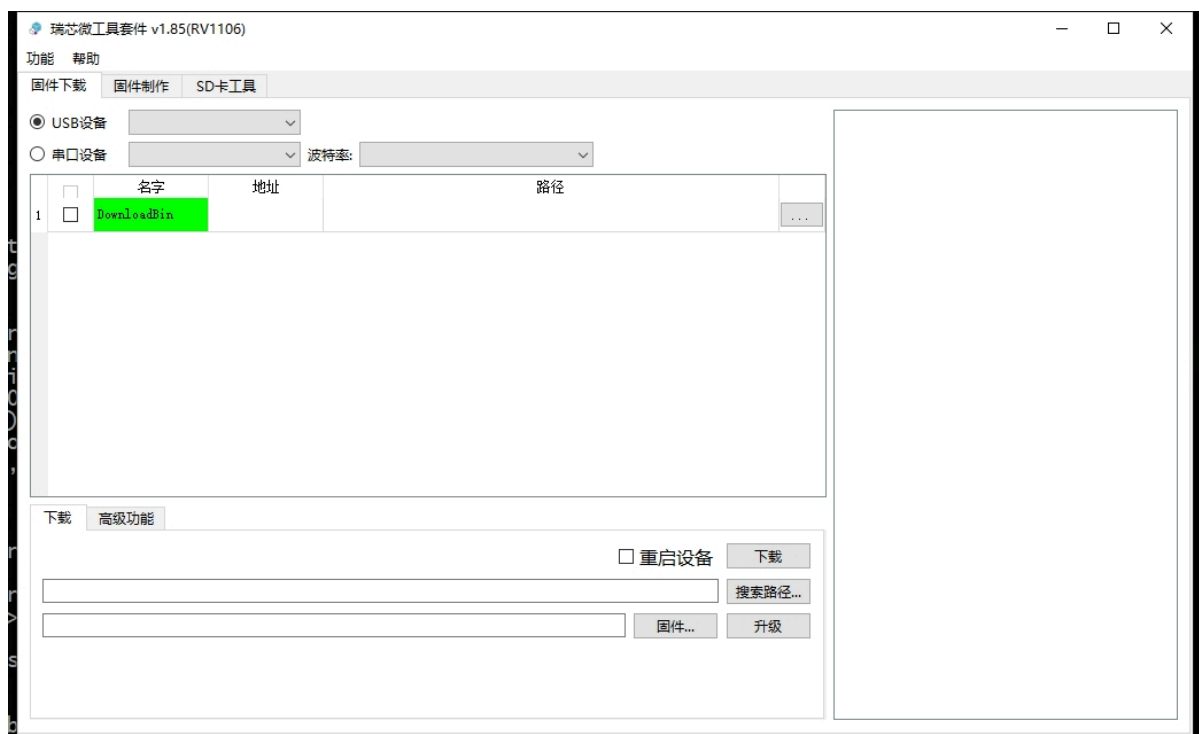 瑞芯微工具套件 v1.85(RV1106)
功能 帮助
固件下载 固件制作 SD卡工具
USB设备
串口设备 波特率:
名字 地址 路径
1 DownloadBin ...
下载 高级功能
重启设备 下载
搜索路径...
固件... 升级